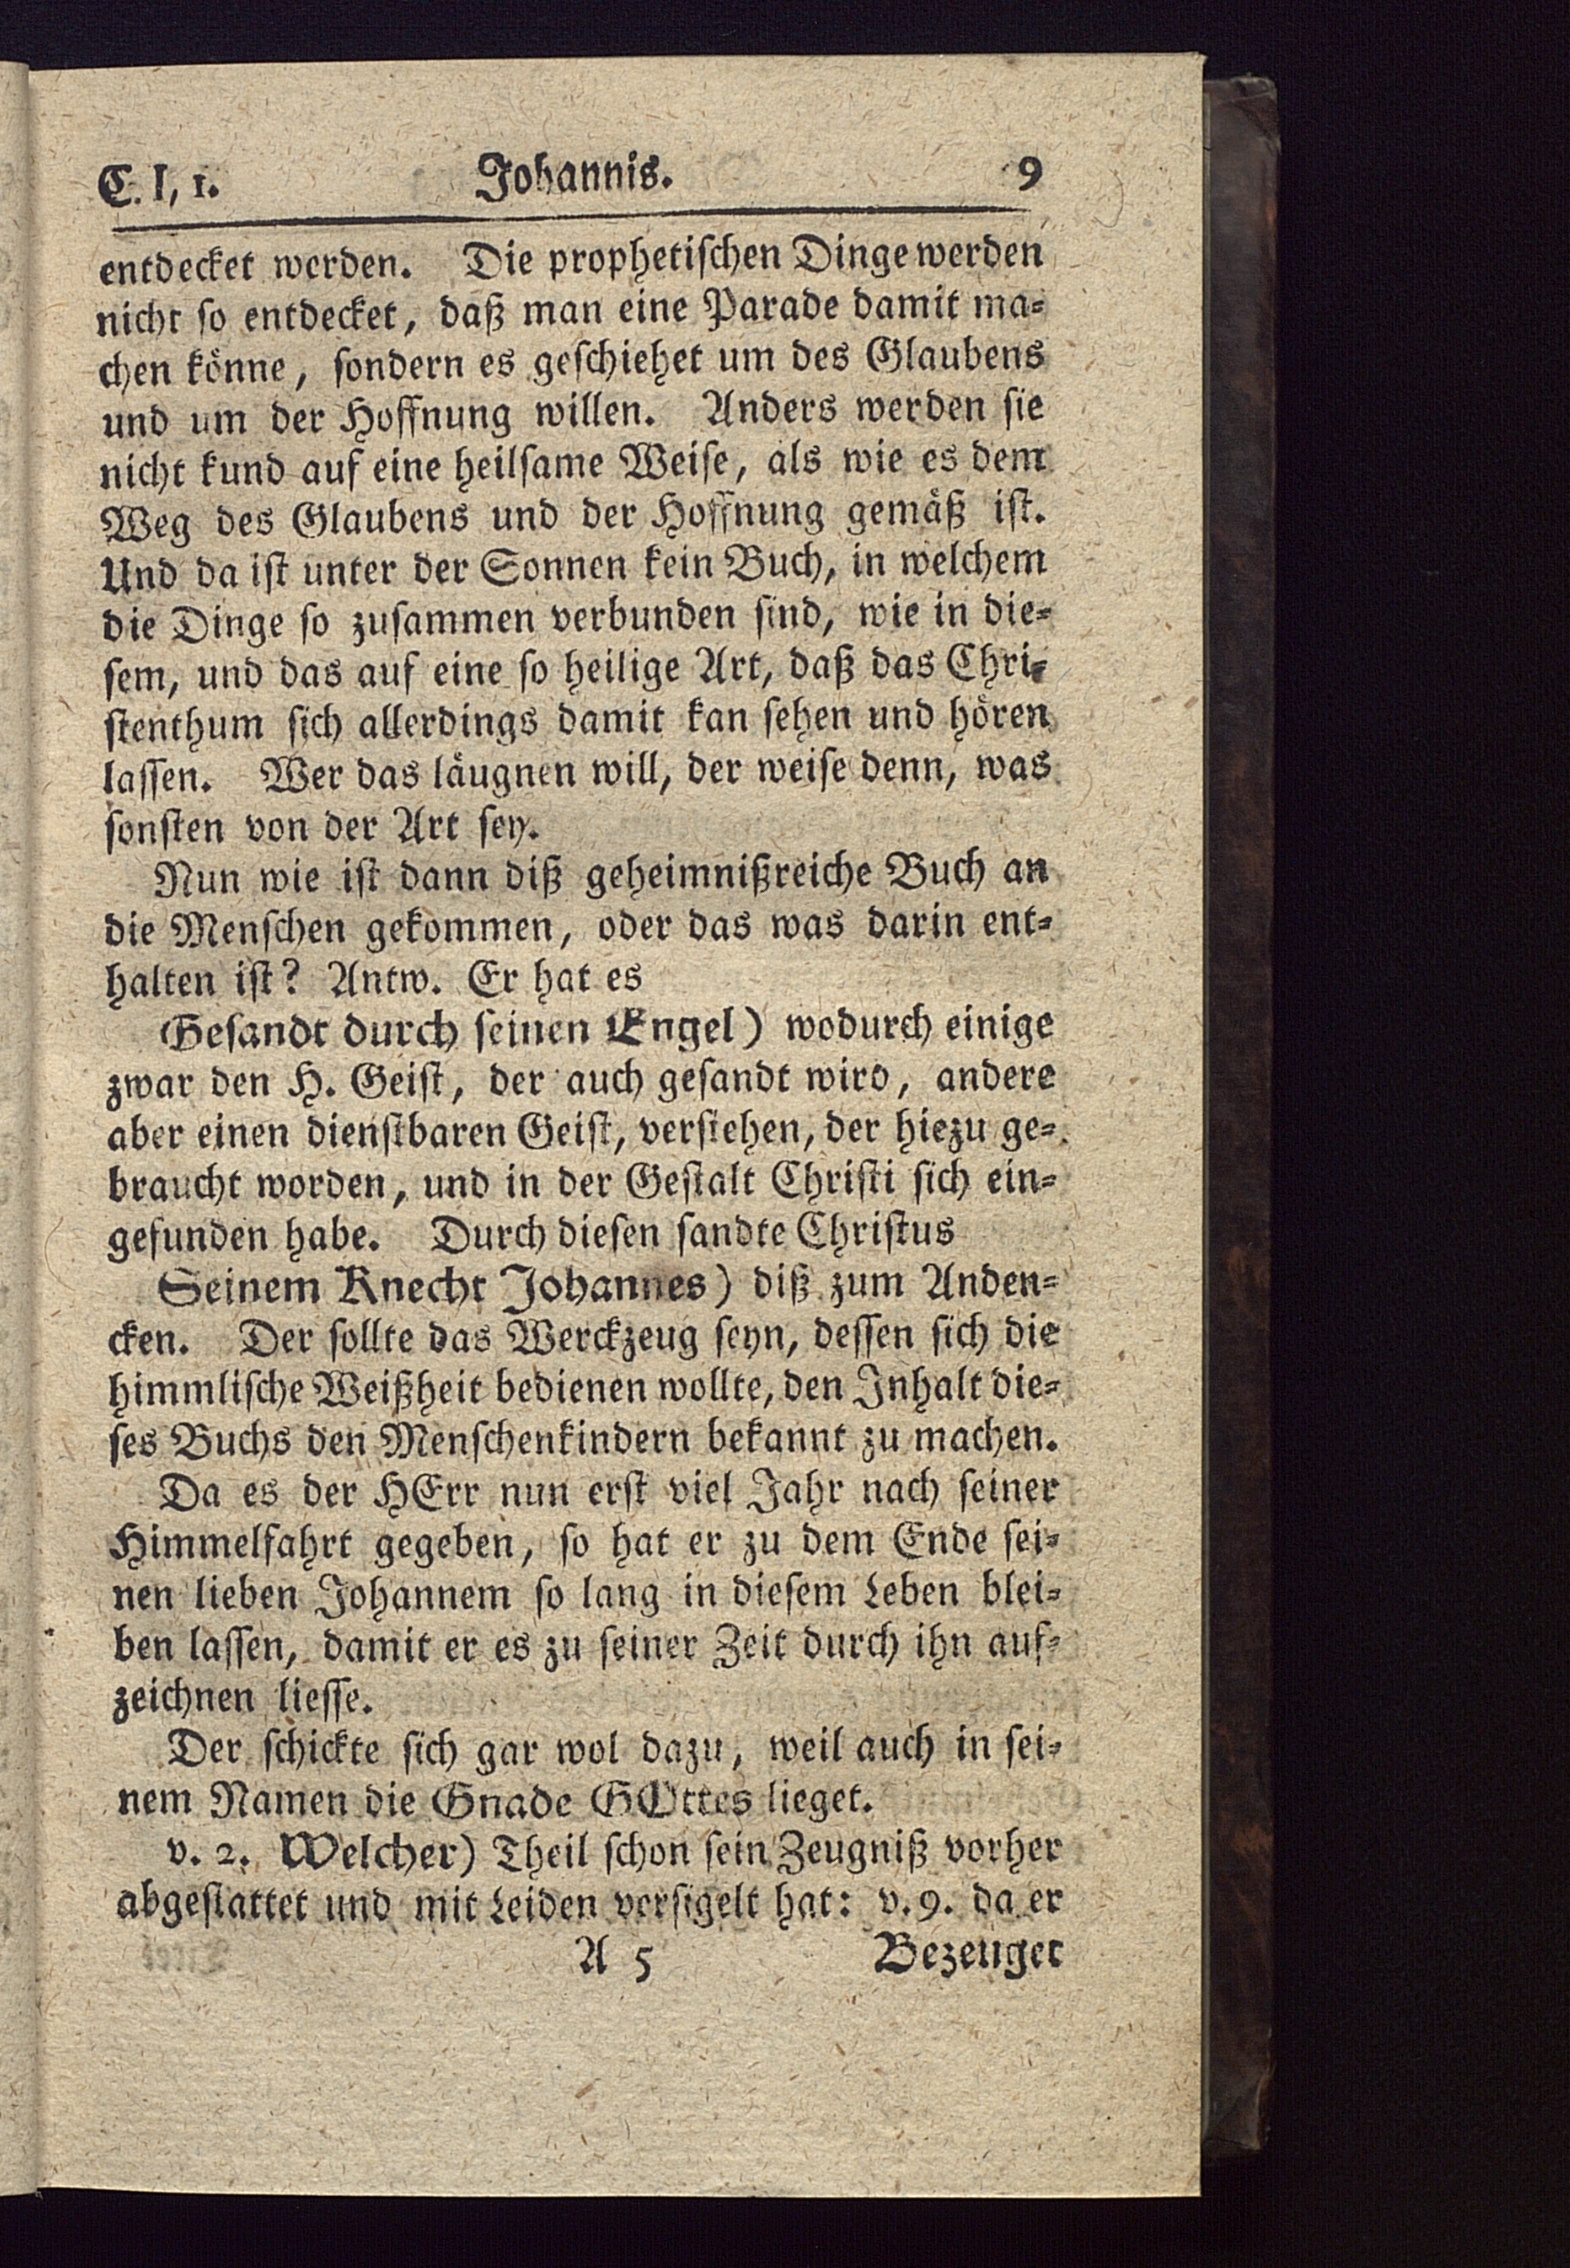 C. I, 1. Johannis. 9
entdecket werden. Die prophetiſchen Dinge werden
nicht ſo entdecket, daß man eine Parade damit ma⸗
chen könne, ſondern es geſchiehet um des Glaubens
und um der Hoffnung willen. Anders werden ſie
nicht kund auf eine heilſame Weiſe, als wie es dem
Weg des Glaubens und der Hoffnung gemäß iſt.
Und da iſt unter der Sonnen kein Buch, in welchem
die Dinge ſo zuſammen verbunden ſind, wie in die⸗
ſem, und das auf eine ſo heilige Art, daß das Chri⸗
ſtenthum ſich allerdings damit kan ſehen und hören
laſſen. Wer das läugnen will, der weiſe denn, was
ſonſten von der Art ſey.
Nun wie iſt dann diß geheimnißreiche Buch an
die Menſchen gekommen, oder das was darin ent⸗
halten iſt? Antw. Er hat es
Geſandt durch ſeinen Engel) wodurch einige
zwar den H. Geiſt, der auch geſandt wird, andere
aber einen dienſtbaren Geiſt, verſtehen, der hiezu ge⸗
braucht worden, und in der Geſtalt Chriſti ſich ein⸗
gefunden habe. Durch dieſen ſandte Chriſtus
Seinem Knecht Johannes) diß zum Anden⸗
cken. Der ſollte das Werckzeug ſeyn, deſſen ſich die
himmliſche Weißheit bedienen wollte, den Inhalt die⸗
ſes Buchs den Menſchenkindern bekannt zu machen.
Da es der HErr nun erſt viel Jahr nach ſeiner
Himmelfahrt gegeben, ſo hat er zu dem Ende ſei⸗
nen lieben Johannem ſo lang in dieſem Leben blei⸗
ben laſſen, damit er es zu ſeiner Zeit durch ihn auf⸗
zeichnen lieſſe.
Der ſchickte ſich gar wol dazu, weil auch in ſei⸗
nem Namen die Gnade GOttes lieget.
v. 2. Welcher) Theil ſchon ſein Zeugniß vorher
abgeſtattet und mit Leiden verſigelt hat: v. 9. da er
A 5 Bezeuget